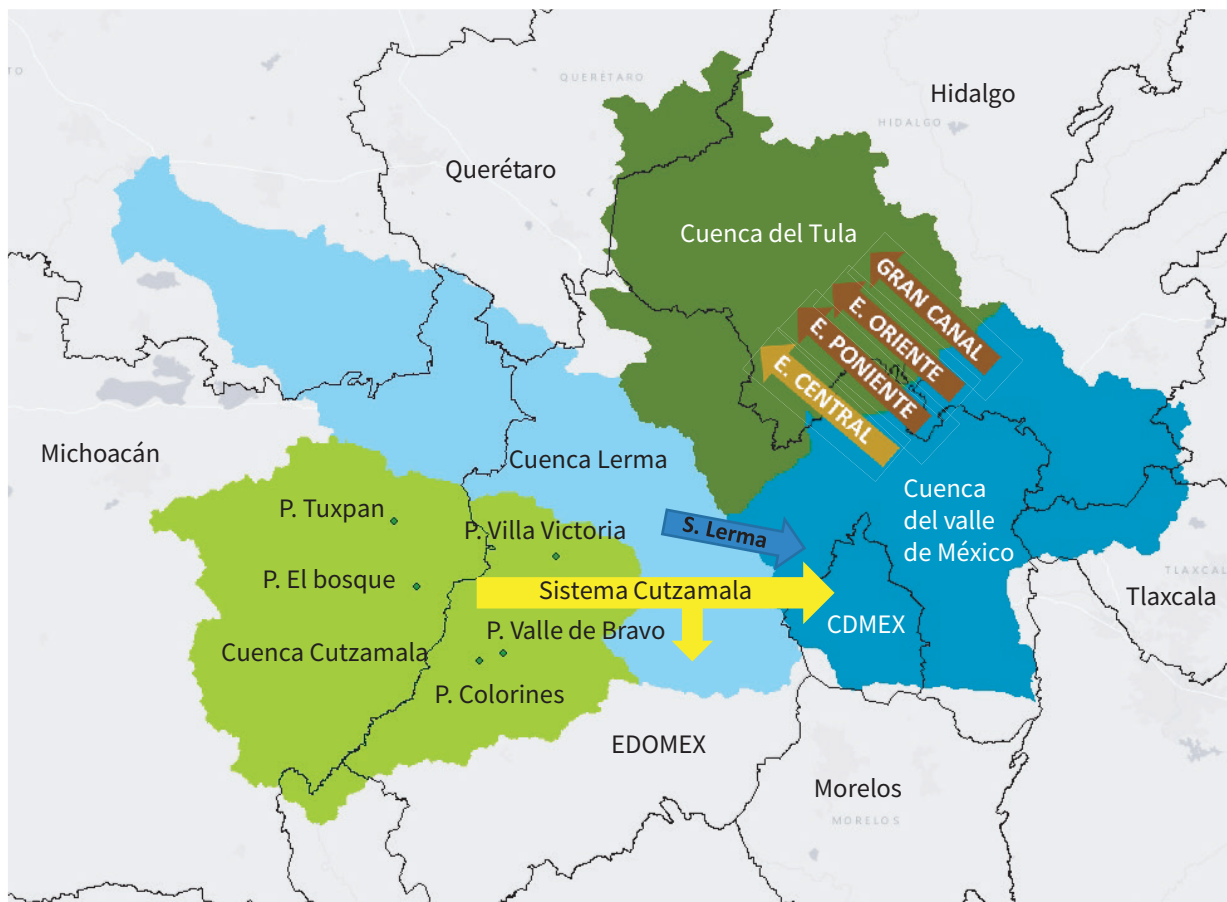 TO
QUERÉTARO
Hidalgo
HIDALGO
Querétaro
Cuenca del Tula
GRAN CANAL
E. ORIENTE
E. PONIENTE
E. CENTRAL
Michoacán
Cuenca Lerma
P. Tuxpan
P. Villa Victoria
S. Lerma
Cuenca
del valle
de México
P. El bosque
Sistema Cutzamala
TLAXCALA
Tlaxcala
P. Valle de Bravo
CDMEX
Cuenca Cutzamala
P. Colorines
EDOMEX
Morelos
MORELOS